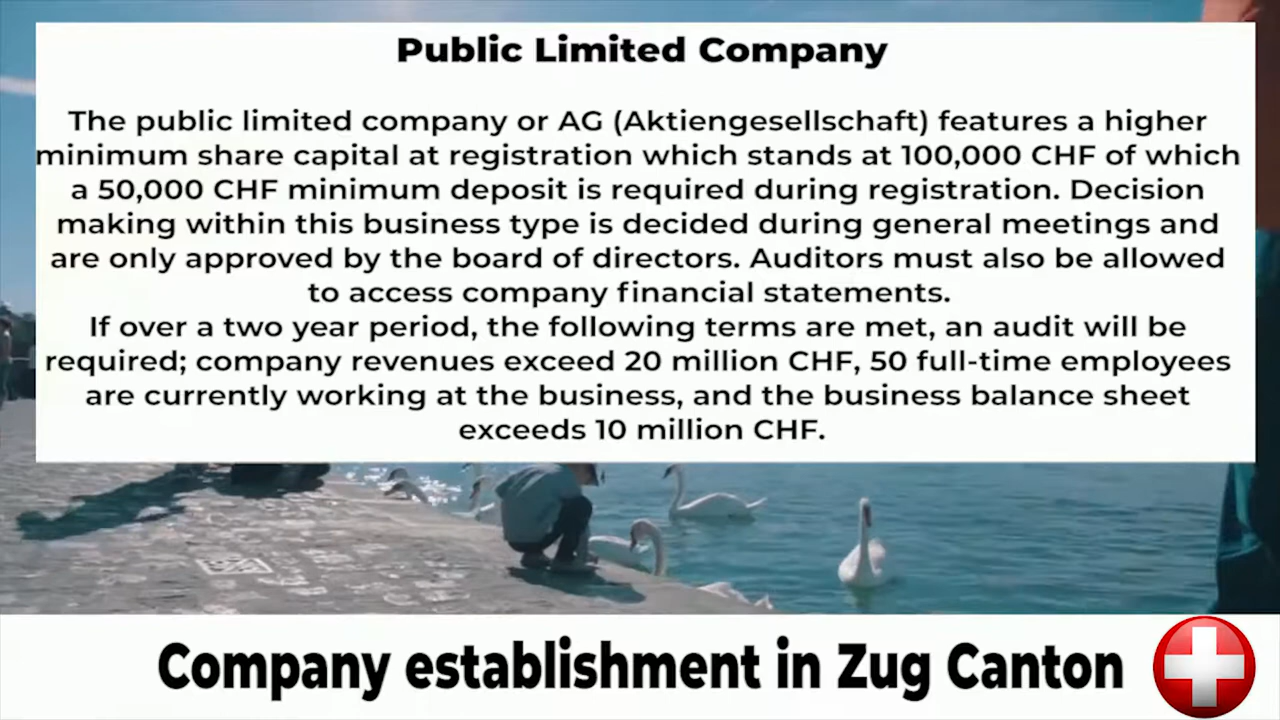 Public Limited Company
The public limited company or AG (Aktiengesellschaft) features a higher
minimum share capital at registration which stands at 100,000 CHF of which
a 50,000 CHF minimum deposit is required during registration. Decision
making within this business type is decided during general meetings and
are only approved by the board of directors. Auditors must also be allowed
to access company financial statements.
If over a two year period, the following terms are met, an audit will be
required; company revenues exceed 20 million CHF, 50 full-time employees
are currently working at the business, and the business balance sheet
exceeds 10 million CHF.
Company establishment in Zug Canton